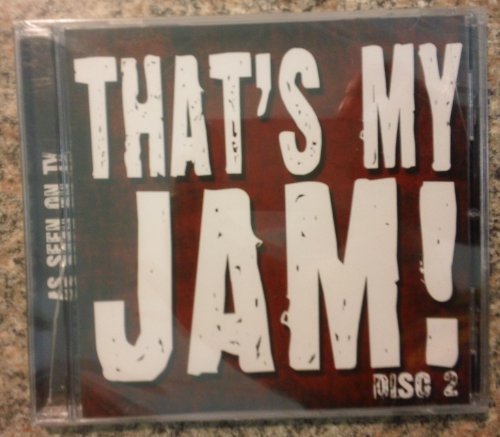 THAT'S MY
JAM!
DISC 2
AS SEEN ON TV